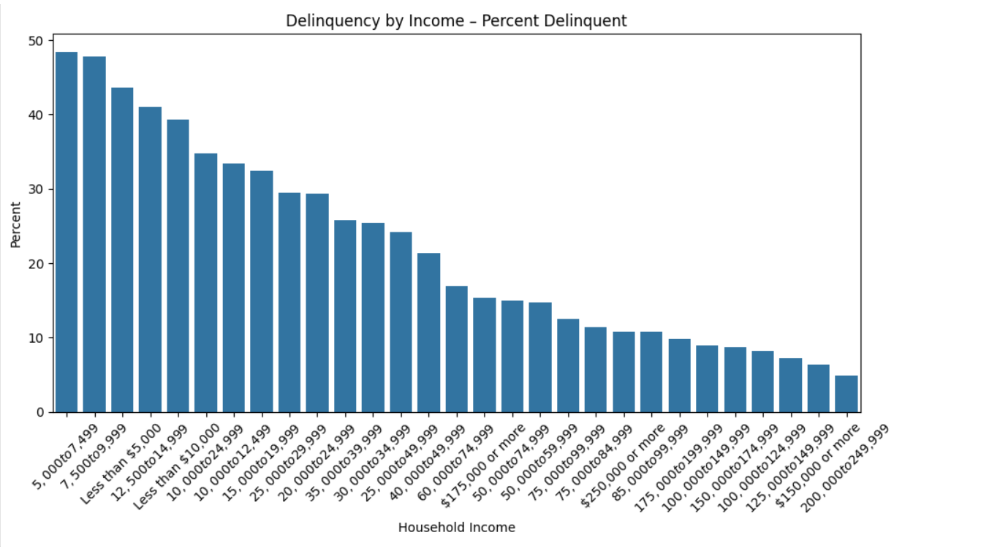 Delinquency by Income – Percent Delinquent
50
40
30
20
10
0
Percent
5,000to7,499
7,500to9,999
Less than $5,000
12,500to14,999
Less than $10,000
10,000to24,999
10,000to12,499
15,000to19,999
25,000to29,999
20,000to24,999
35,000to39,999
30,000to34,999
25,000to49,999
40,000to49,999
60,000to74,999
$175,000 or more
50,000to74,999
50,000to59,999
75,000to99,999
75,000to84,999
$250,000 or more
85,000to99,999
175,000to199,999
100,000to149,999
150,000to174,999
100,000to124,999
125,000to149,999
$150,000 or more
200,000to249,999
Household Income